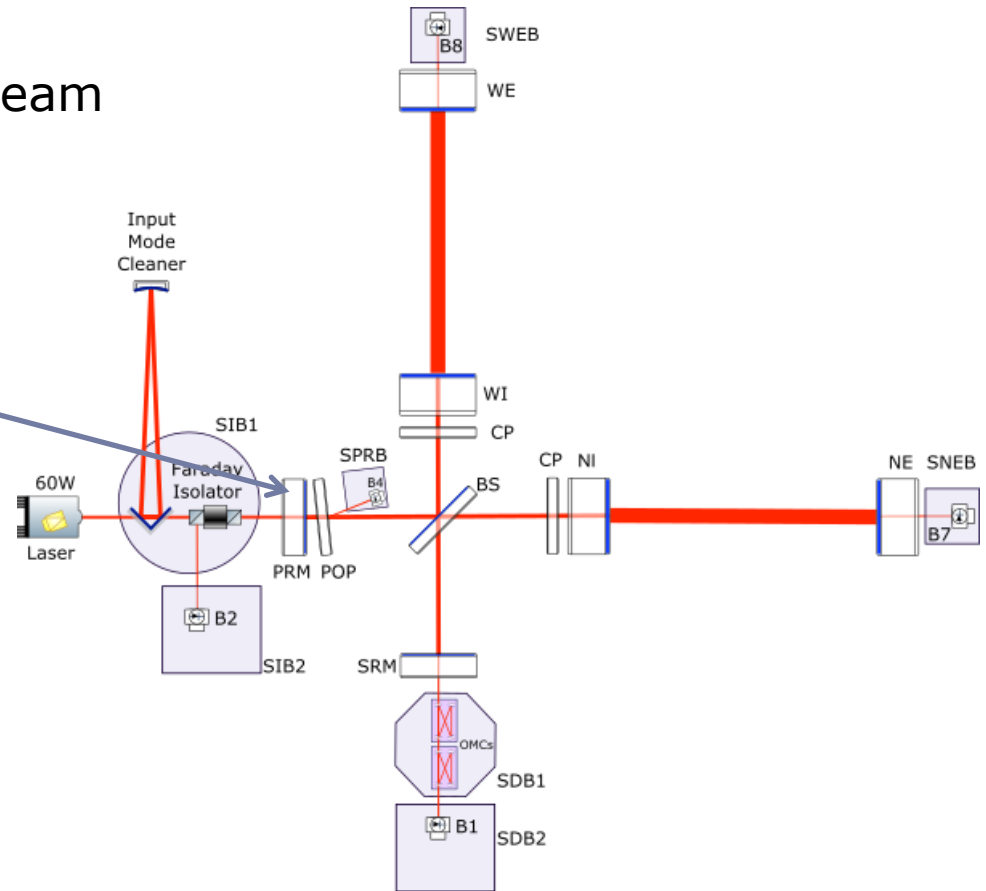 eam
B8
SWEB
WE
Input
Mode
Cleaner
WI
CP
SIB1
SPRB
B4
BS
CP
NI
NE
SNEB
60W
Faraday
Isolator
Laser
B7
PRM
POP
B2
SIB2
SRM
OMCs
SDB1
B1
SDB2